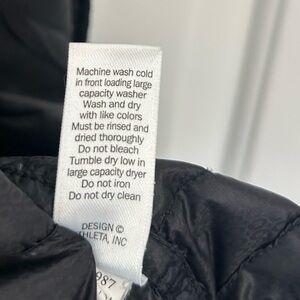 Machine wash cold
in front loading large
capacity washer
Wash and dry
with like colors
Must be rinsed and
dried thoroughly
Do not bleach
Tumble dry low in
large capacity dryer
Do not iron
Do not dry clean
DESIGN ©
THLETA, INC
987